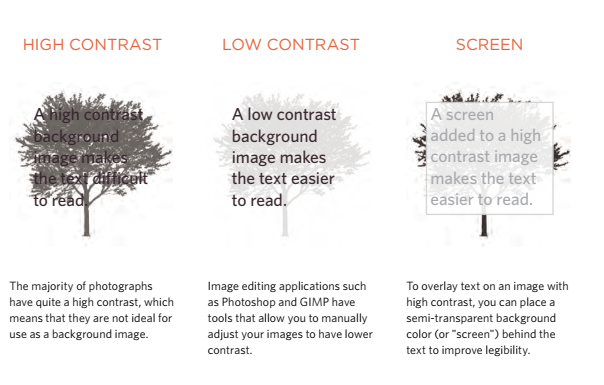 HIGH CONTRAST
A high contrast
background
image makes
the text difficult
to read.
The majority of photographs
have quite a high contrast, which
means that they are not ideal for
use as a background image.
LOW CONTRAST
A low contrast
background
image makes
the text easier
to read.
Image editing applications such
as Photoshop and GIMP have
tools that allow you to manually
adjust your images to have lower
contrast.
SCREEN
A screen
added to a high
contrast image
makes the text
easier to read.
To overlay text on an image with
high contrast, you can place a
semi-transparent background
color (or "screen") behind the
text to improve legibility.